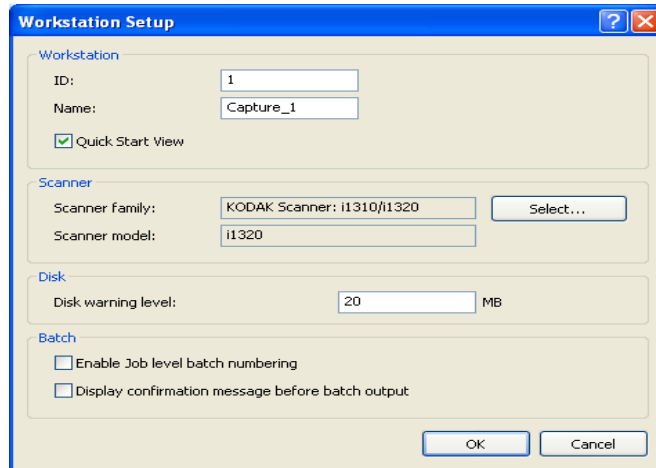 Workstation Setup
Workstation
ID: 1
Name: Capture_1
Quick Start View
Scanner
Scanner family: KODAK Scanner: i1310/i1320 Select...
Scanner model: i1320
Disk
Disk warning level: 20 MB
Batch
Enable Job level batch numbering
Display confirmation message before batch output
OK Cancel